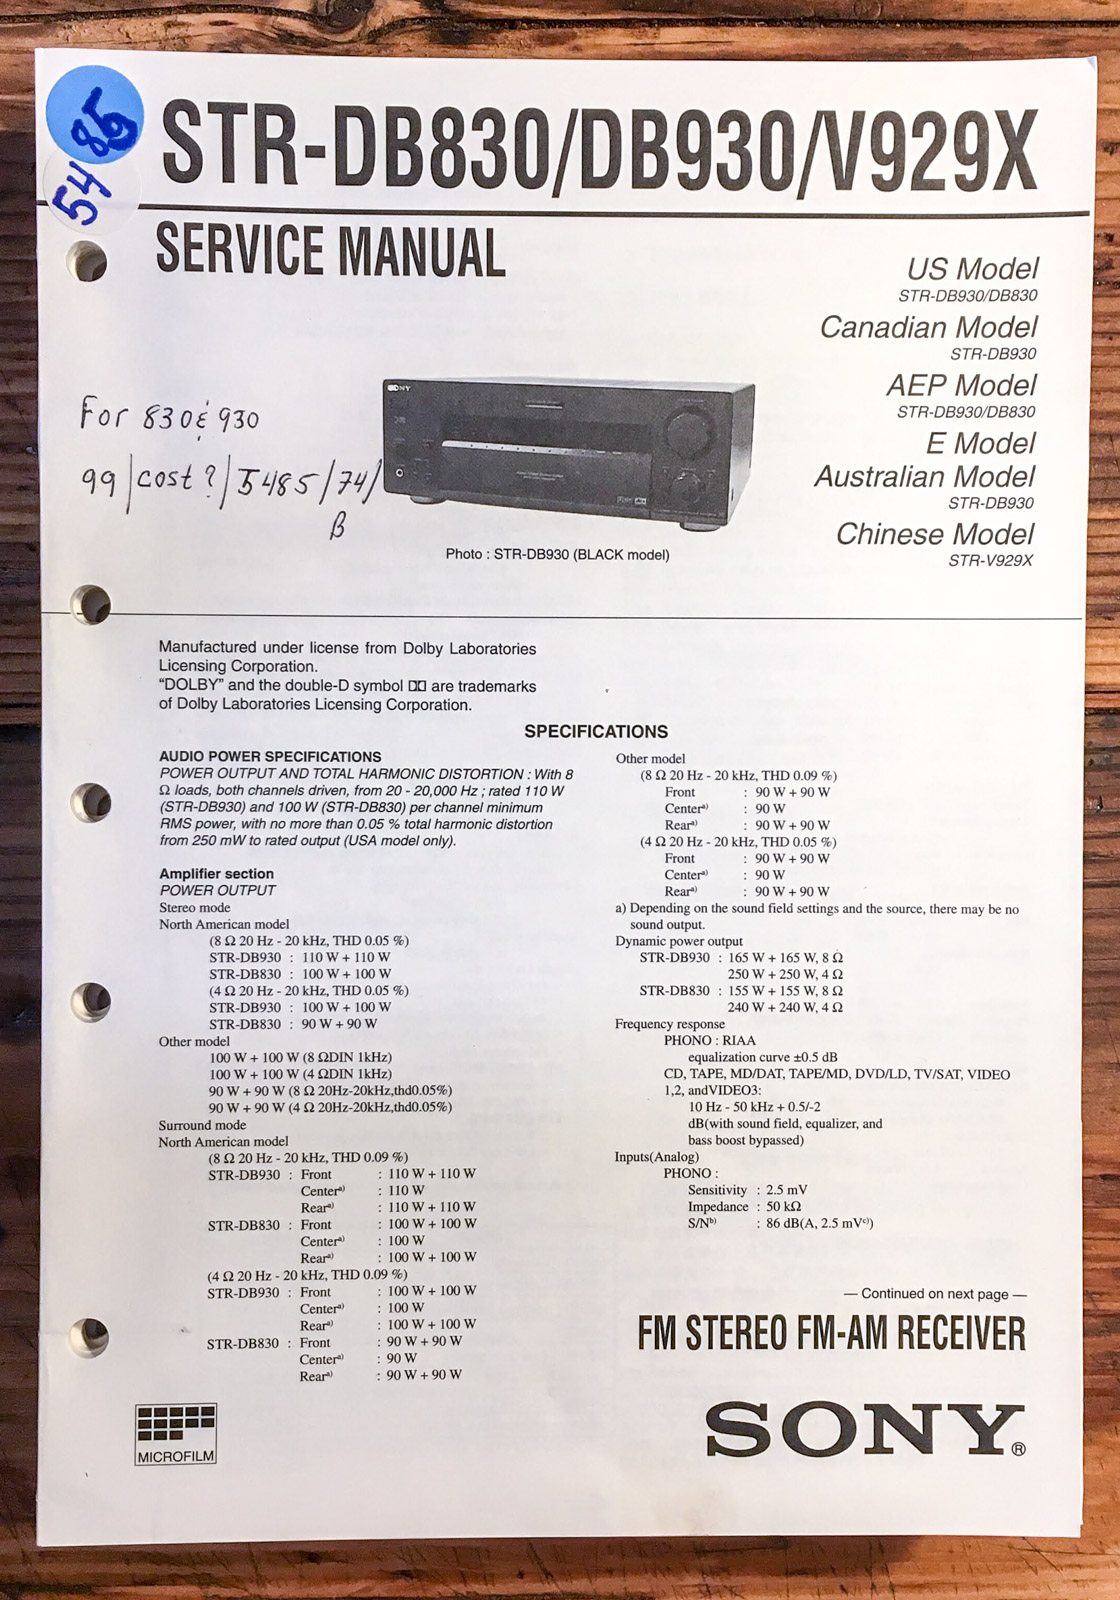 5485
STR-DB830/DB930/V929X
SERVICE MANUAL
US Model
STR-DB930/DB830
Canadian Model
STR-DB930
AEP Model
STR-DB930/DB830
E Model
Australian Model
STR-DB930
Chinese Model
STR-V929X
For 830 & 930
99/cost?/5485/74/
B
SONY
Photo : STR-DB930 (BLACK model)
Manufactured under license from Dolby Laboratories
Licensing Corporation.
“DOLBY” and the double-D symbol are trademarks
of Dolby Laboratories Licensing Corporation.
SPECIFICATIONS
AUDIO POWER SPECIFICATIONS
POWER OUTPUT AND TOTAL HARMONIC DISTORTION : With 8
Ω loads, both channels driven, from 20 - 20,000 Hz ; rated 110 W
(STR-DB930) and 100 W (STR-DB830) per channel minimum
RMS power, with no more than 0.05 % total harmonic distortion
from 250 mW to rated output (USA model only).
Amplifier section
POWER OUTPUT
Stereo mode
North American model
(8 Ω 20 Hz - 20 kHz, THD 0.05 %)
STR-DB930 : 110 W + 110 W
STR-DB830 : 100 W + 100 W
(4 Ω 20 Hz - 20 kHz, THD 0.05 %)
STR-DB930 : 100 W + 100 W
STR-DB830 : 90 W + 90 W
Other model
100 W + 100 W (8 ΩDIN 1kHz)
100 W + 100 W (4 ΩDIN 1kHz)
90 W + 90 W (8 Ω 20Hz-20kHz,thd0.05%)
90 W + 90 W (4 Ω 20Hz-20kHz,thd0.05%)
Surround mode
North American model
(8 Ω 20 Hz - 20 kHz, THD 0.09 %)
STR-DB930 : Front : 110 W + 110 W
Center a) : 110 W
Rear a) : 110 W + 110 W
STR-DB830 : Front : 100 W + 100 W
Center a) : 100 W
Rear a) : 100 W + 100 W
(4 Ω 20 Hz - 20 kHz, THD 0.09 %)
STR-DB930 : Front : 100 W + 100 W
Center a) : 100 W
Rear a) : 100 W + 100 W
STR-DB830 : Front : 90 W + 90 W
Center a) : 90 W
Rear a) : 90 W + 90 W
Other model
(8 Ω 20 Hz - 20 kHz, THD 0.09 %)
Front : 90 W + 90 W
Center a) : 90 W
Rear a) : 90 W + 90 W
(4 Ω 20 Hz - 20 kHz, THD 0.05 %)
Front : 90 W + 90 W
Center a) : 90 W
Rear a) : 90 W + 90 W
a) Depending on the sound field settings and the source, there may be no
sound output.
Dynamic power output
STR-DB930 : 165 W + 165 W, 8 Ω
250 W + 250 W, 4 Ω
STR-DB830 : 155 W + 155 W, 8 Ω
240 W + 240 W, 4 Ω
Frequency response
PHONO : RIAA
equalization curve ±0.5 dB
CD, TAPE, MD/DAT, TAPE/MD, DVD/LD, TV/SAT, VIDEO
1,2, andVIDEO3:
10 Hz - 50 kHz + 0.5/-2
dB(with sound field, equalizer, and
bass boost bypassed)
Inputs(Analog)
PHONO :
Sensitivity : 2.5 mV
Impedance : 50 kΩ
S/N b) : 86 dB(A, 2.5 mV c))
— Continued on next page —
FM STEREO FM-AM RECEIVER
SONY®
MICROFILM